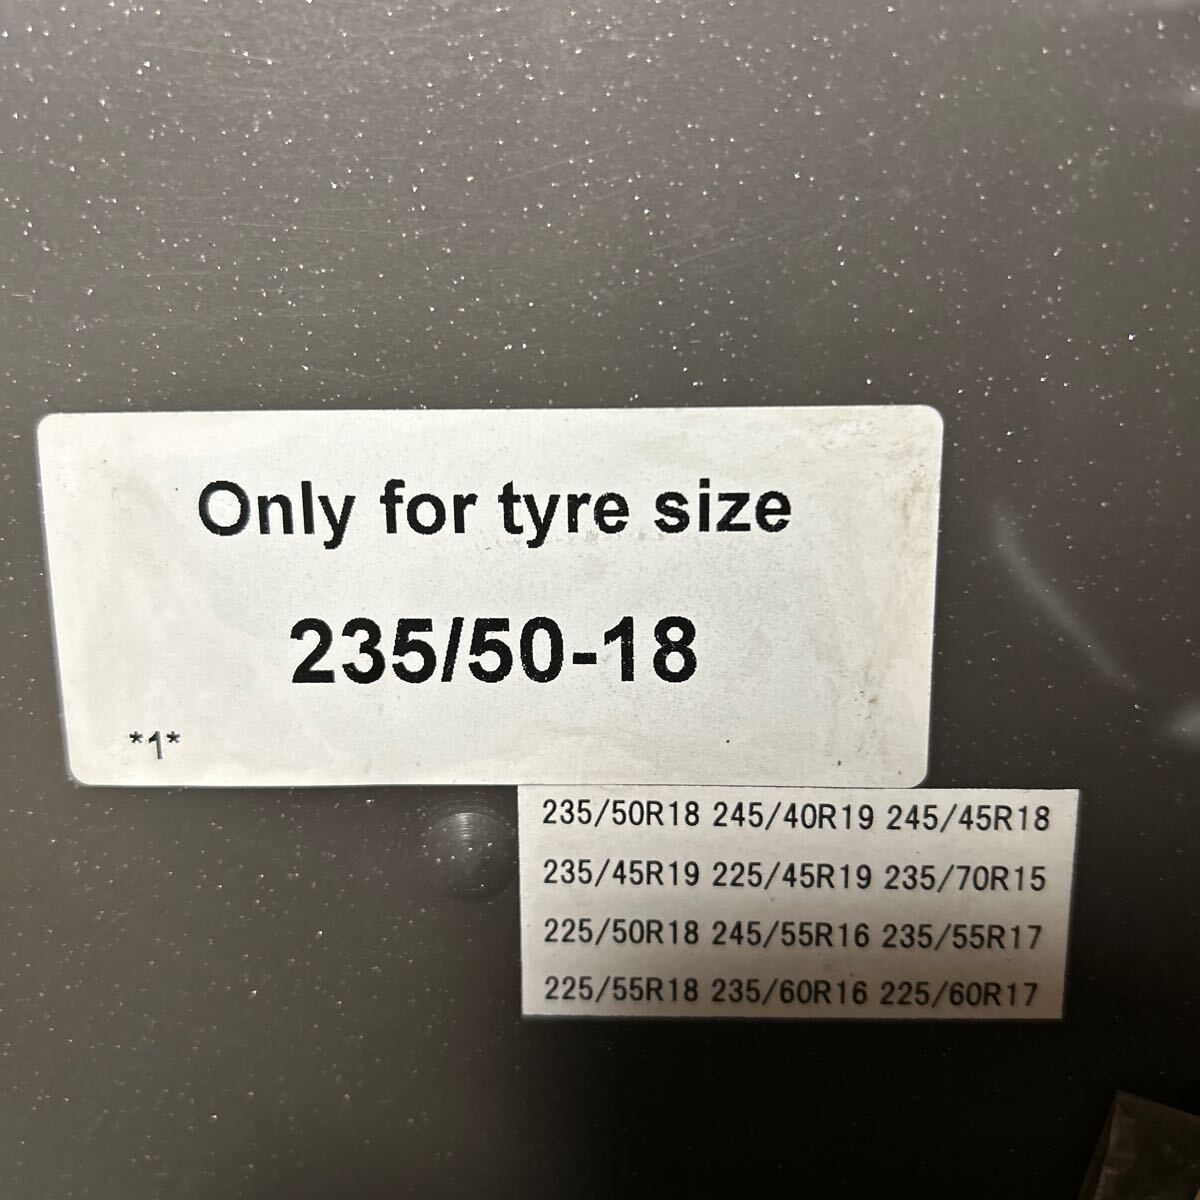 Only for tyre size
235/50-18
*1*
235/50R18 245/40R19 245/45R18
235/45R19 225/45R19 235/70R15
225/50R18 245/55R16 235/55R17
225/55R18 235/60R16 225/60R17